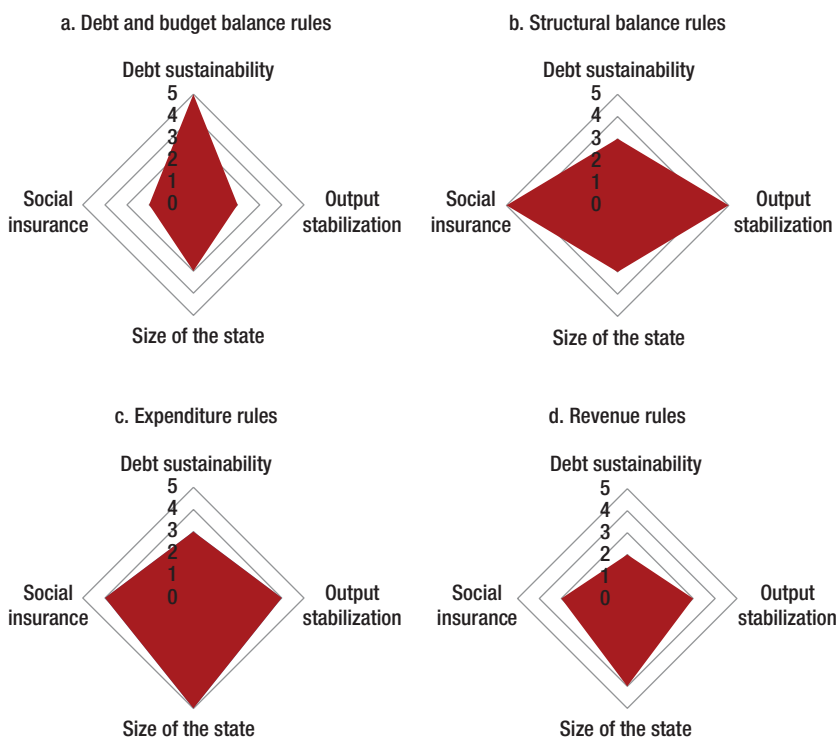 a. Debt and budget balance rules
Debt sustainability
5
4
3
2
1
0
Social
insurance
Output
stabilization
Size of the state
b. Structural balance rules
Debt sustainability
5
4
3
2
1
0
Social
insurance
Output
stabilization
Size of the state
c. Expenditure rules
Debt sustainability
5
4
3
2
1
0
Social
insurance
Output
stabilization
Size of the state
d. Revenue rules
Debt sustainability
5
4
3
2
1
0
Social
insurance
Output
stabilization
Size of the state